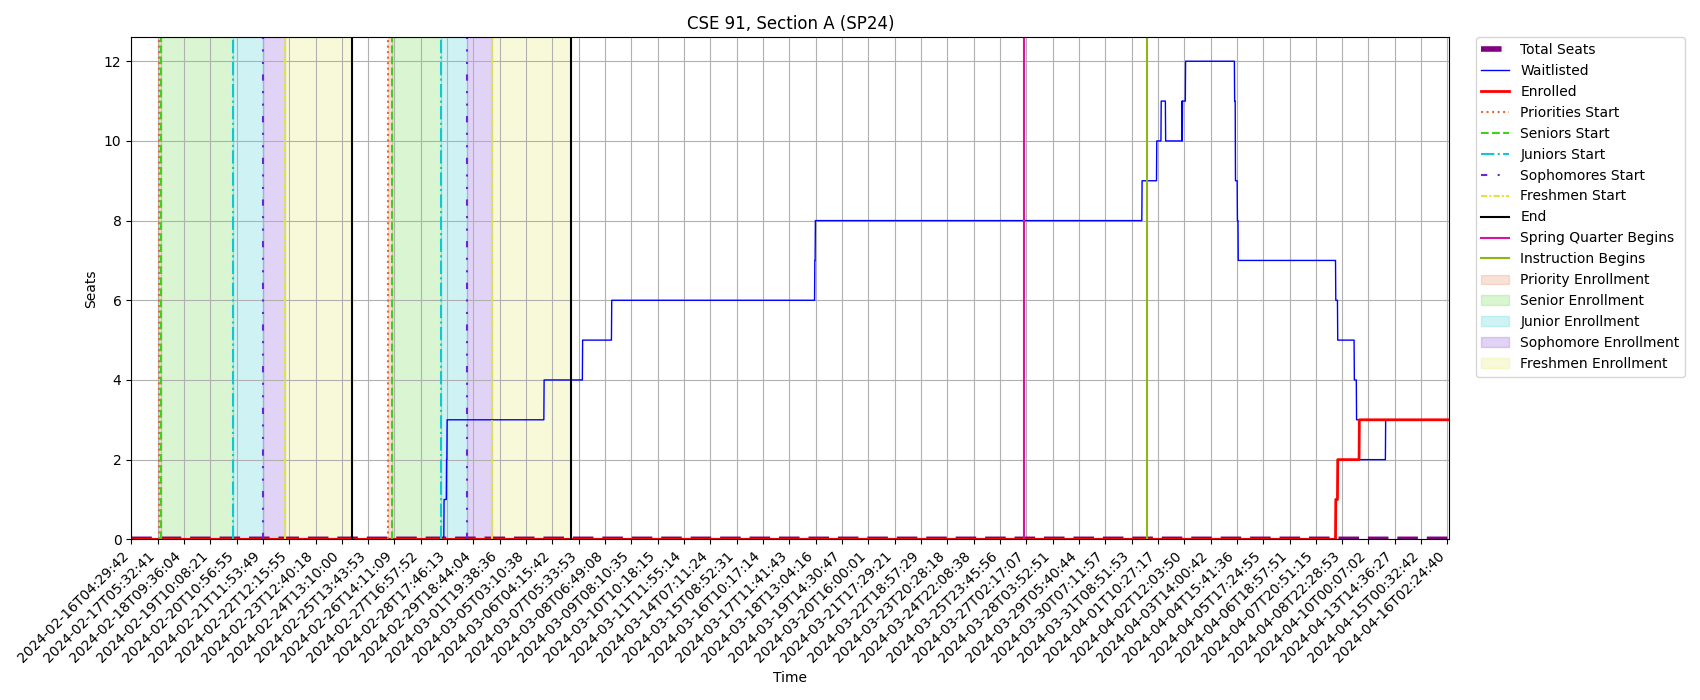 CSE 91, Section A (SP24)
Seats
12
10
8
6
4
2
0
2024-02-16T04:29:42
2024-02-17T05:32:41
2024-02-18T09:36:04
2024-02-19T10:08:21
2024-02-20T10:56:55
2024-02-21T11:53:49
2024-02-22T12:15:55
2024-02-23T12:40:18
2024-02-24T13:10:00
2024-02-25T13:43:53
2024-02-26T14:11:09
2024-02-27T16:57:52
2024-02-28T17:46:13
2024-02-29T18:44:04
2024-03-01T19:38:36
2024-03-05T03:10:38
2024-03-06T04:15:42
2024-03-07T05:33:53
2024-03-08T06:49:08
2024-03-09T08:10:35
2024-03-10T10:18:15
2024-03-11T11:55:14
2024-03-14T07:11:24
2024-03-15T08:52:31
2024-03-16T10:17:14
2024-03-17T11:41:43
2024-03-18T13:04:16
2024-03-19T14:30:47
2024-03-20T16:00:01
2024-03-21T17:29:21
2024-03-22T18:57:29
2024-03-23T20:28:18
2024-03-24T22:08:38
2024-03-25T23:45:56
2024-03-27T02:17:07
2024-03-28T03:52:51
2024-03-29T05:40:44
2024-03-30T07:11:57
2024-03-31T08:51:53
2024-04-01T10:27:17
2024-04-02T12:03:50
2024-04-03T14:00:42
2024-04-04T15:41:36
2024-04-05T17:24:55
2024-04-06T18:57:51
2024-04-07T20:51:15
2024-04-08T22:28:53
2024-04-10T00:07:02
2024-04-13T14:36:27
2024-04-15T00:32:42
2024-04-16T02:24:40
Time
Total Seats
Waitlisted
Enrolled
Priorities Start
Seniors Start
Juniors Start
Sophomores Start
Freshmen Start
End
Spring Quarter Begins
Instruction Begins
Priority Enrollment
Senior Enrollment
Junior Enrollment
Sophomore Enrollment
Freshmen Enrollment